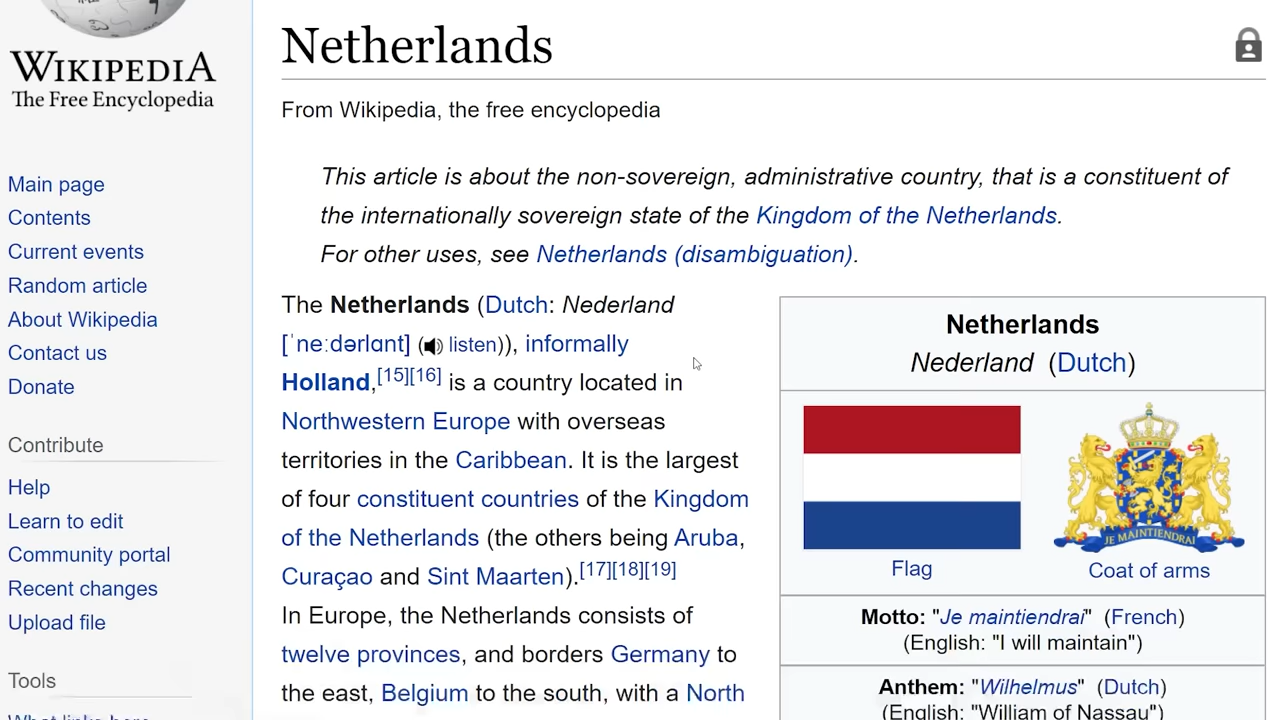 WIKIPEDIA
The Free Encyclopedia
Main page
Contents
Current events
Random article
About Wikipedia
Contact us
Donate
Contribute
Help
Learn to edit
Community portal
Recent changes
Upload file
Tools
What links here
Netherlands
From Wikipedia, the free encyclopedia
This article is about the non-sovereign, administrative country, that is a constituent of
the internationally sovereign state of the Kingdom of the Netherlands.
For other uses, see Netherlands (disambiguation).
The Netherlands (Dutch: Nederland
[ˈneːdərlɑnt] (listen)), informally
Holland,[15][16] is a country located in
Northwestern Europe with overseas
territories in the Caribbean. It is the largest
of four constituent countries of the Kingdom
of the Netherlands (the others being Aruba,
Curaçao and Sint Maarten).[17][18][19]
In Europe, the Netherlands consists of
twelve provinces, and borders Germany to
the east, Belgium to the south, with a North
Netherlands
Nederland (Dutch)
JE MAINTIENDRAI
Flag
Coat of arms
Motto: "Je maintiendrai" (French)
(English: "I will maintain")
Anthem: "Wilhelmus" (Dutch)
(English: "William of Nassau")